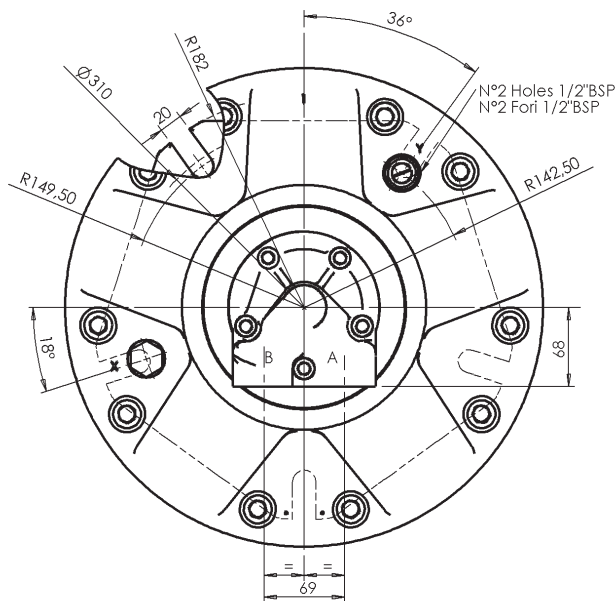 36°
R182
Ø310
20
N°2 Holes 1/2"BSP
N°2 Fori 1/2"BSP
Y
R149,50
R142,50
18°
X
B
A
68
=
=
69